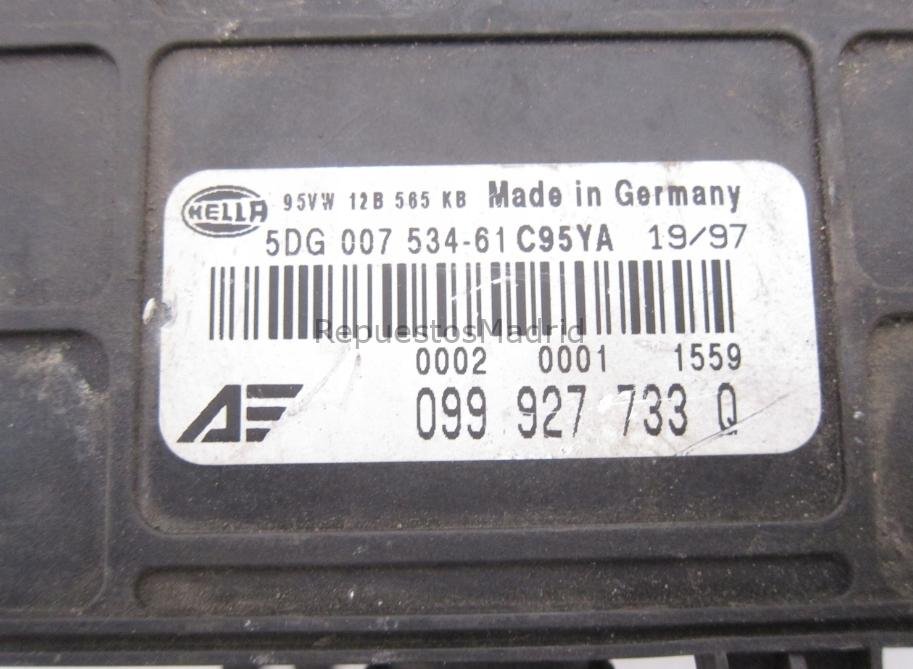 HELLA 95VW 12B 565 KB Made in Germany
5DG 007 534-61 C95YA 19/97
RepuestosMadrid
0002 0001 1559
AE 099 927 733 Q